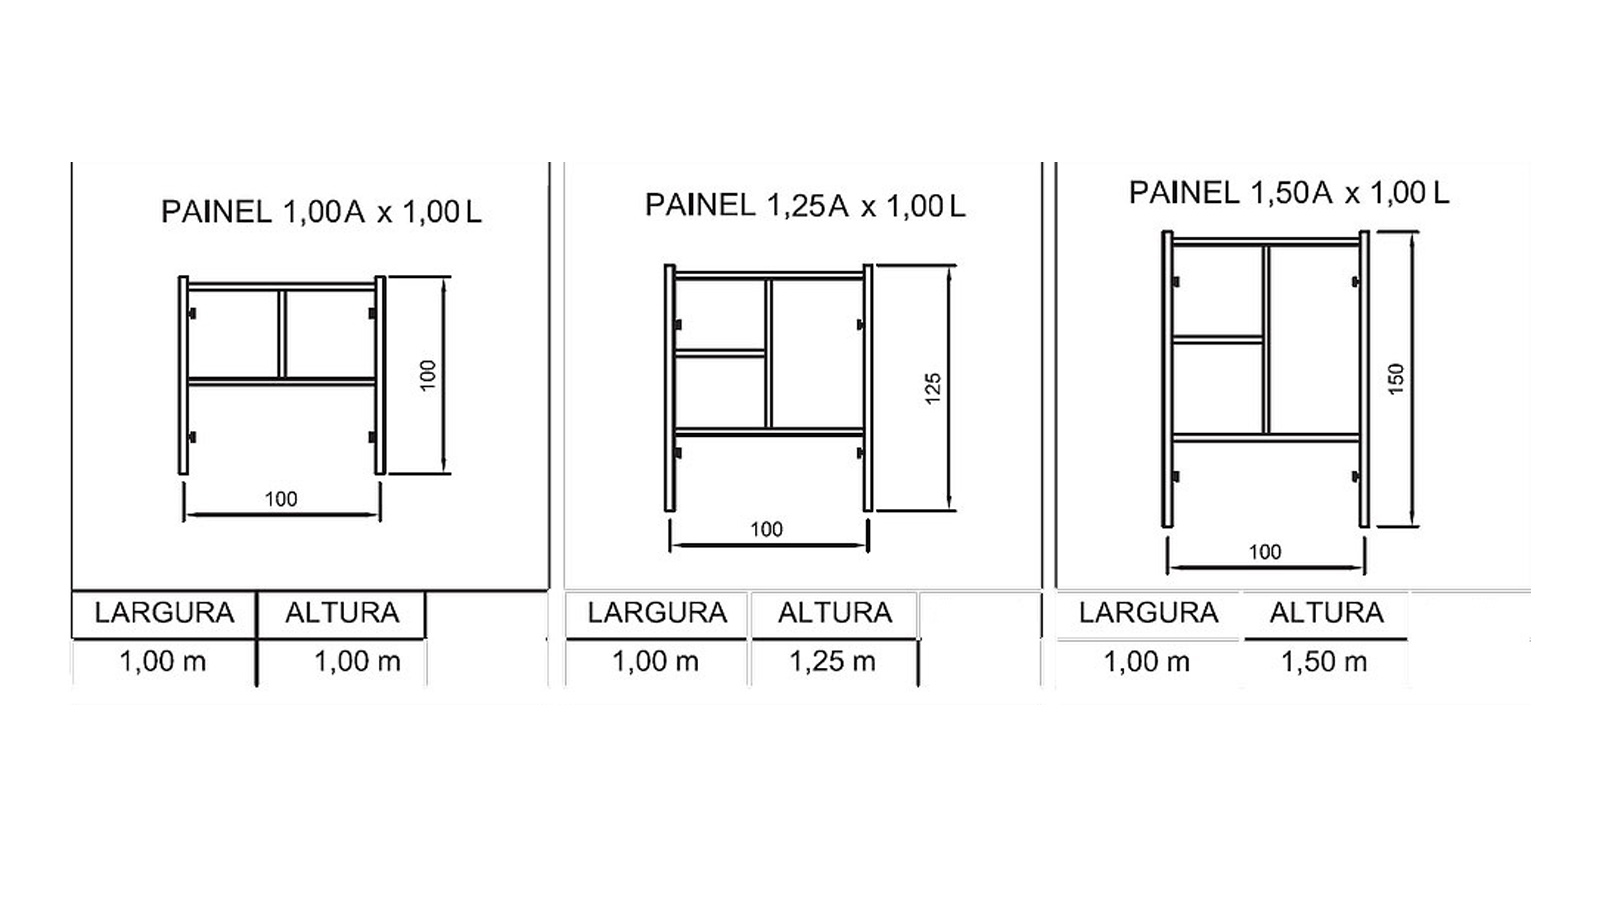 PAINEL 1,00A x 1,00L
100
100
LARGURA ALTURA
1,00 m 1,00 m
PAINEL 1,25A x 1,00L
125
100
LARGURA ALTURA
1,00 m 1,25 m
PAINEL 1,50A x 1,00L
150
100
LARGURA ALTURA
1,00 m 1,50 m